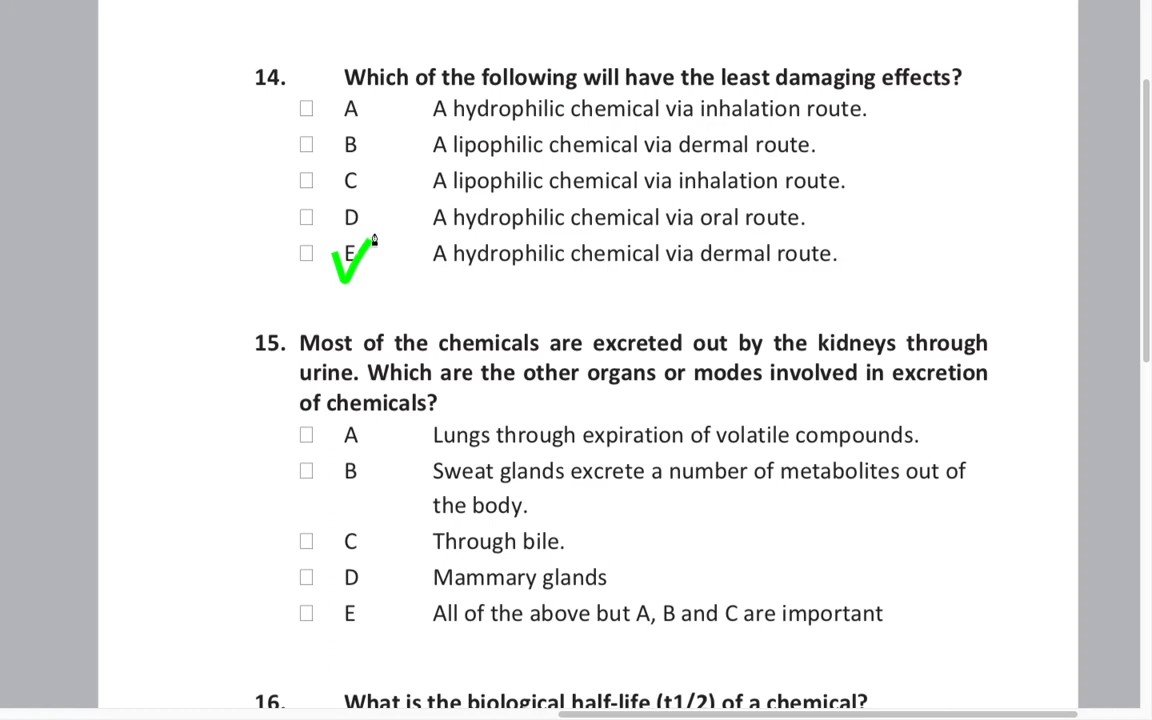 14. Which of the following will have the least damaging effects?
A A hydrophilic chemical via inhalation route.
B A lipophilic chemical via dermal route.
C A lipophilic chemical via inhalation route.
D A hydrophilic chemical via oral route.
E A hydrophilic chemical via dermal route.
15. Most of the chemicals are excreted out by the kidneys through
urine. Which are the other organs or modes involved in excretion
of chemicals?
A Lungs through expiration of volatile compounds.
B Sweat glands excrete a number of metabolites out of
the body.
C Through bile.
D Mammary glands
E All of the above but A, B and C are important
16. What is the biological half-life (t1/2) of a chemical?